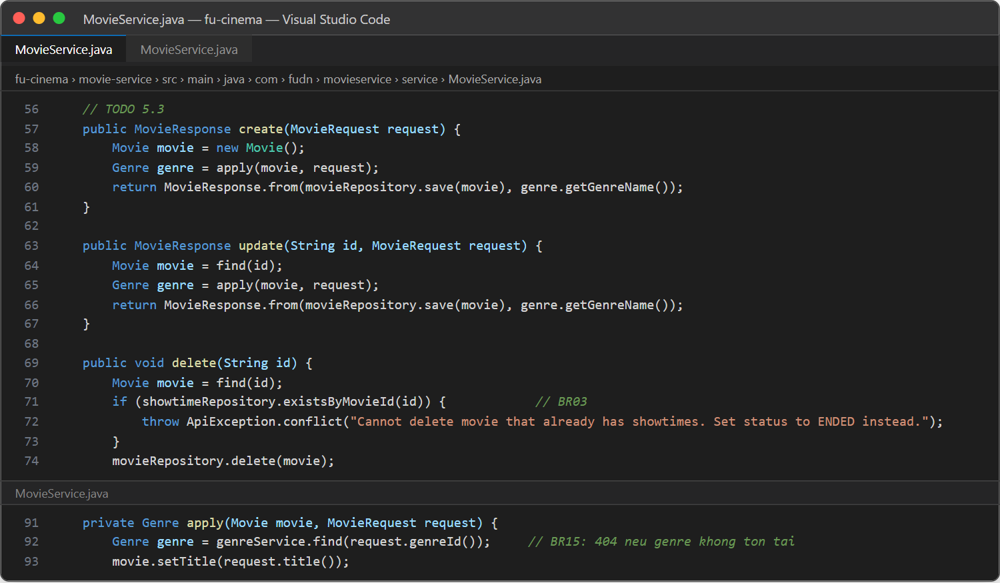 MovieService.java — fu-cinema — Visual Studio Code
MovieService.java MovieService.java
fu-cinema › movie-service › src › main › java › com › fudn › movieservice › service › MovieService.java
56 // TODO 5.3
57 public MovieResponse create(MovieRequest request) {
58 Movie movie = new Movie();
59 Genre genre = apply(movie, request);
60 return MovieResponse.from(movieRepository.save(movie), genre.getGenreName());
61 }
62
63 public MovieResponse update(String id, MovieRequest request) {
64 Movie movie = find(id);
65 Genre genre = apply(movie, request);
66 return MovieResponse.from(movieRepository.save(movie), genre.getGenreName());
67 }
68
69 public void delete(String id) {
70 Movie movie = find(id);
71 if (showtimeRepository.existsByMovieId(id)) { // BR03
72 throw ApiException.conflict("Cannot delete movie that already has showtimes. Set status to ENDED instead.");
73 }
74 movieRepository.delete(movie);
MovieService.java
91 private Genre apply(Movie movie, MovieRequest request) {
92 Genre genre = genreService.find(request.genreId()); // BR15: 404 neu genre khong ton tai
93 movie.setTitle(request.title());